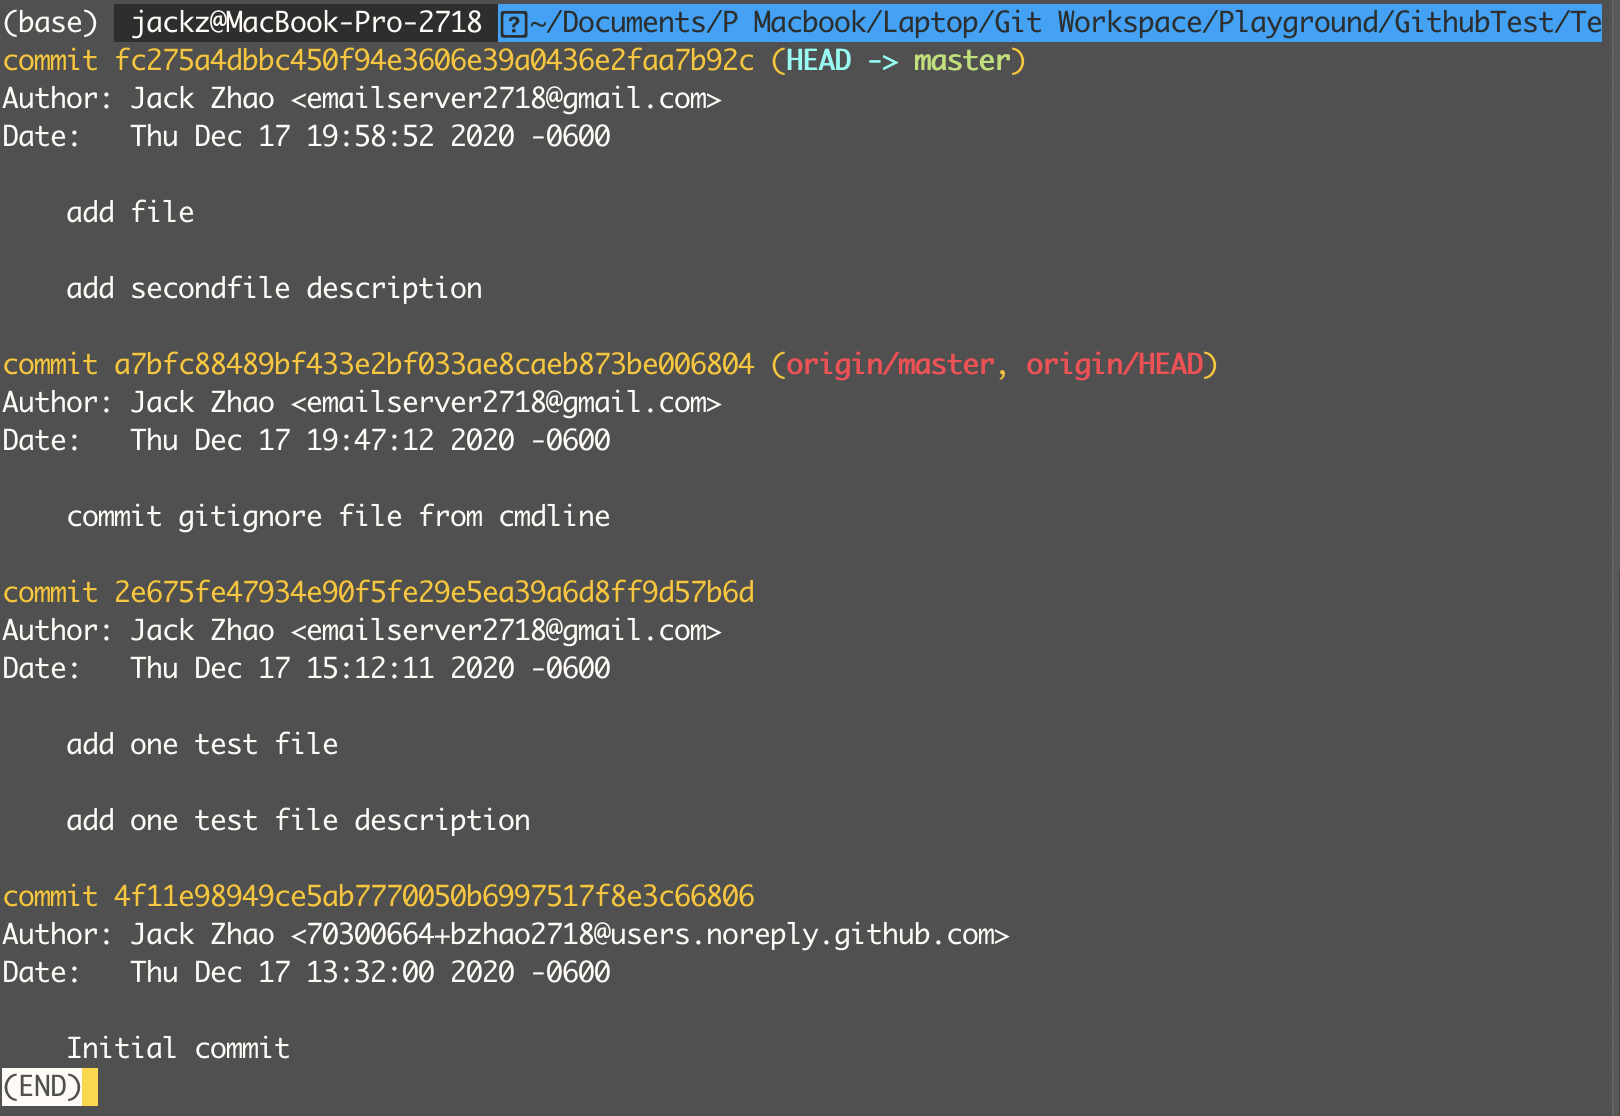 (base) jackz@MacBook-Pro-2718 ~/Documents/P Macbook/Laptop/Git Workspace/Playground/GithubTest/Te
commit fc275a4dbbc450f94e3606e39a0436e2faa7b92c (HEAD -> master)
Author: Jack Zhao <emailserver2718@gmail.com>
Date:   Thu Dec 17 19:58:52 2020 -0600
add file
add secondfile description
commit a7bfc88489bf433e2bf033ae8caeb873be006804 (origin/master, origin/HEAD)
Author: Jack Zhao <emailserver2718@gmail.com>
Date:   Thu Dec 17 19:47:12 2020 -0600
commit gitignore file from cmdline
commit 2e675fe47934e90f5fe29e5ea39a6d8ff9d57b6d
Author: Jack Zhao <emailserver2718@gmail.com>
Date:   Thu Dec 17 15:12:11 2020 -0600
add one test file
add one test file description
commit 4f11e98949ce5ab7770050b6997517f8e3c66806
Author: Jack Zhao <70300664+bzhao2718@users.noreply.github.com>
Date:   Thu Dec 17 13:32:00 2020 -0600
Initial commit
(END)